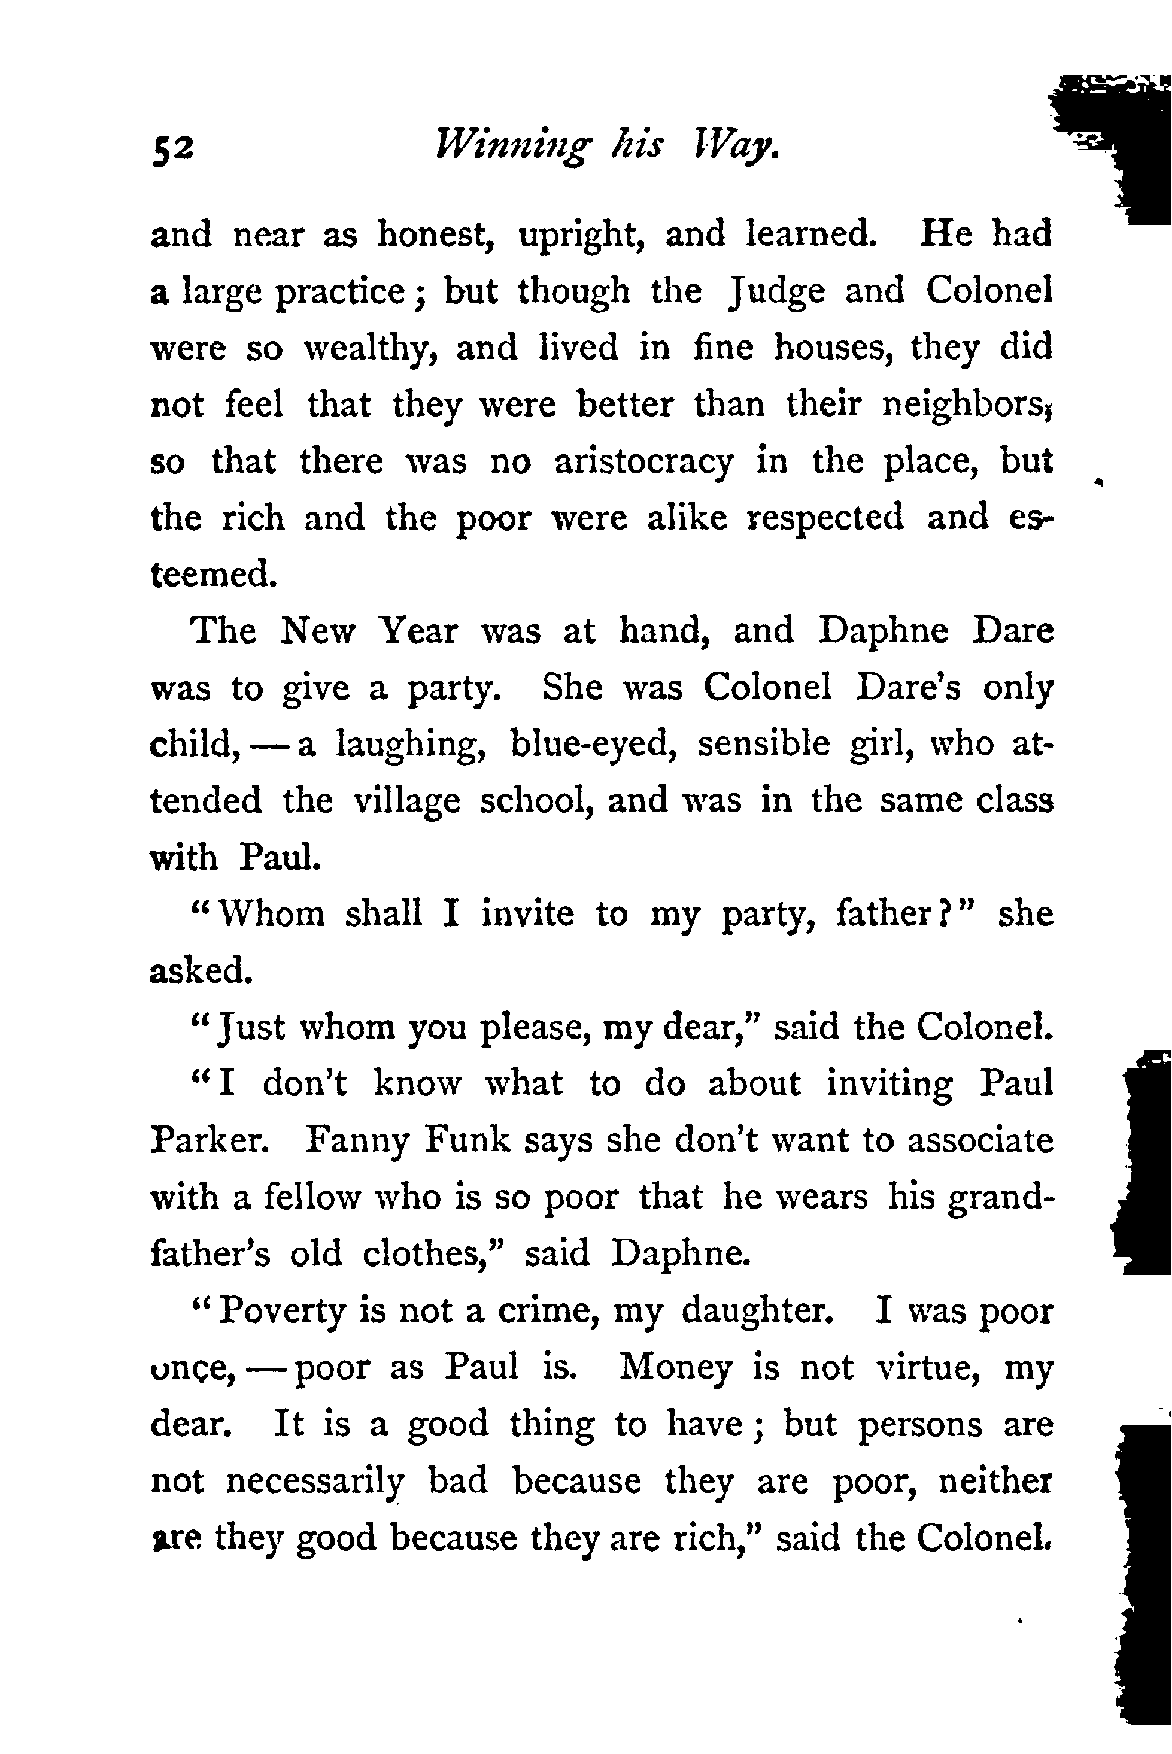 52 Winning his Way.
and near as honest, upright, and learned. He had
a large practice; but though the Judge and Colonel
were so wealthy, and lived in fine houses, they did
not feel that they were better than their neighbors,
so that there was no aristocracy in the place, but
the rich and the poor were alike respected and es-
teemed.
The New Year was at hand, and Daphne Dare
was to give a party. She was Colonel Dare's only
child, — a laughing, blue-eyed, sensible girl, who at-
tended the village school, and was in the same class
with Paul.
"Whom shall I invite to my party, father?" she
asked.
"Just whom you please, my dear," said the Colonel.
"I don't know what to do about inviting Paul
Parker. Fanny Funk says she don't want to associate
with a fellow who is so poor that he wears his grand-
father's old clothes," said Daphne.
"Poverty is not a crime, my daughter. I was poor
once, — poor as Paul is. Money is not virtue, my
dear. It is a good thing to have; but persons are
not necessarily bad because they are poor, neither
are they good because they are rich," said the Colonel.